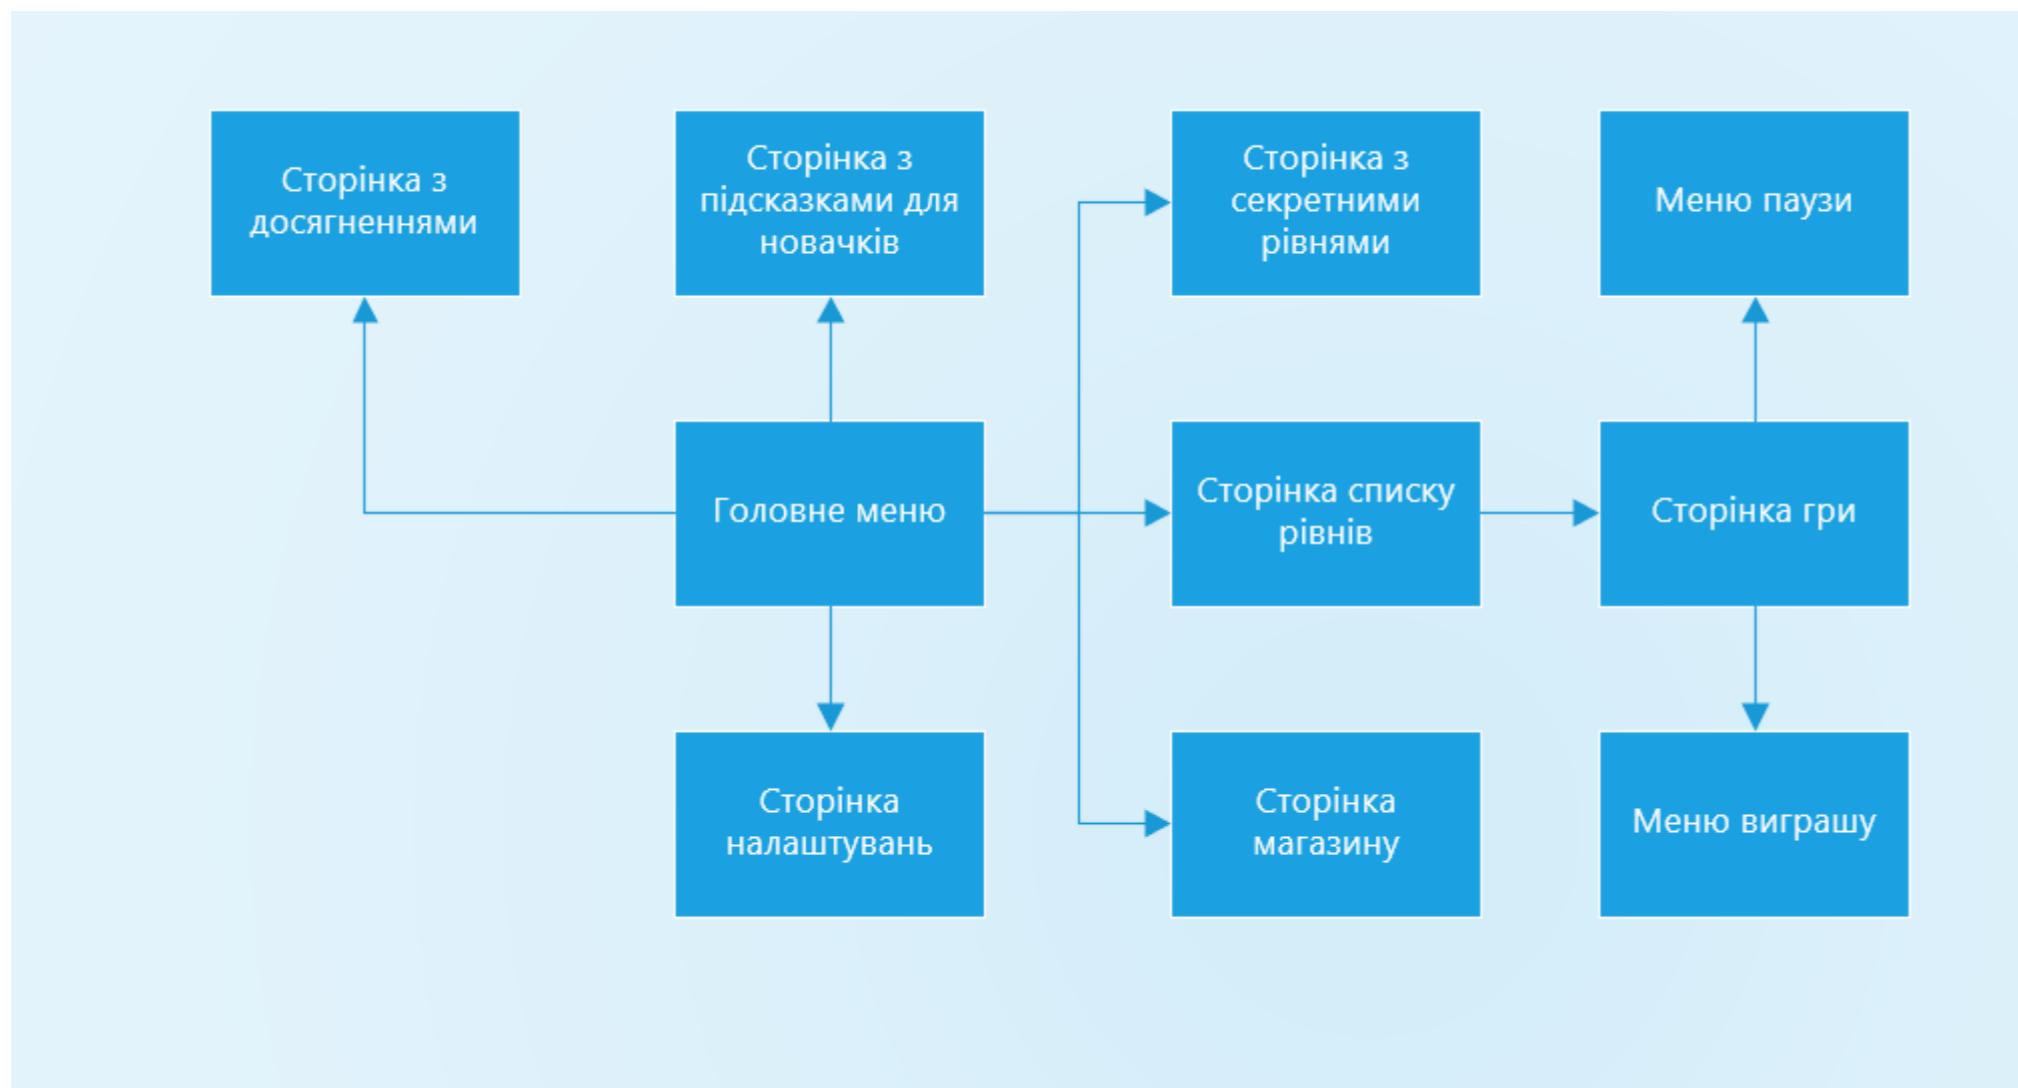 Сторінка з
досягненнями
Сторінка з
підсказками для
новачків
Сторінка з
секретними
рівнями
Меню паузи
Головне меню
Сторінка списку
рівнів
Сторінка гри
Сторінка
налаштувань
Сторінка
магазину
Меню виграшу